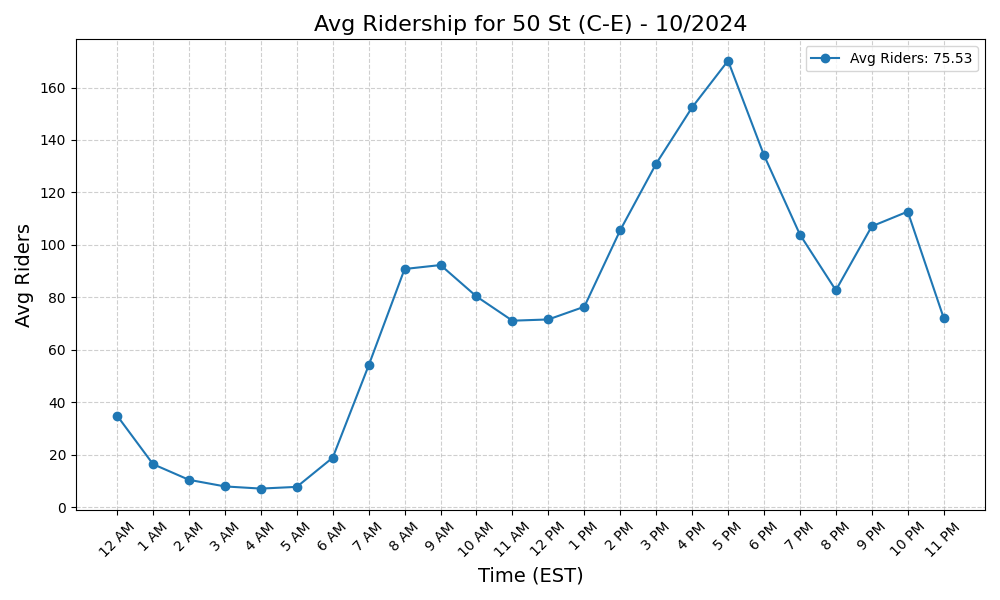 Avg Ridership for 50 St (C-E) - 10/2024
Avg Riders: 75.53
Avg Riders
160
140
120
100
80
60
40
20
0
12 AM
1 AM
2 AM
3 AM
4 AM
5 AM
6 AM
7 AM
8 AM
9 AM
10 AM
11 AM
12 PM
1 PM
2 PM
3 PM
4 PM
5 PM
6 PM
7 PM
8 PM
9 PM
10 PM
11 PM
Time (EST)